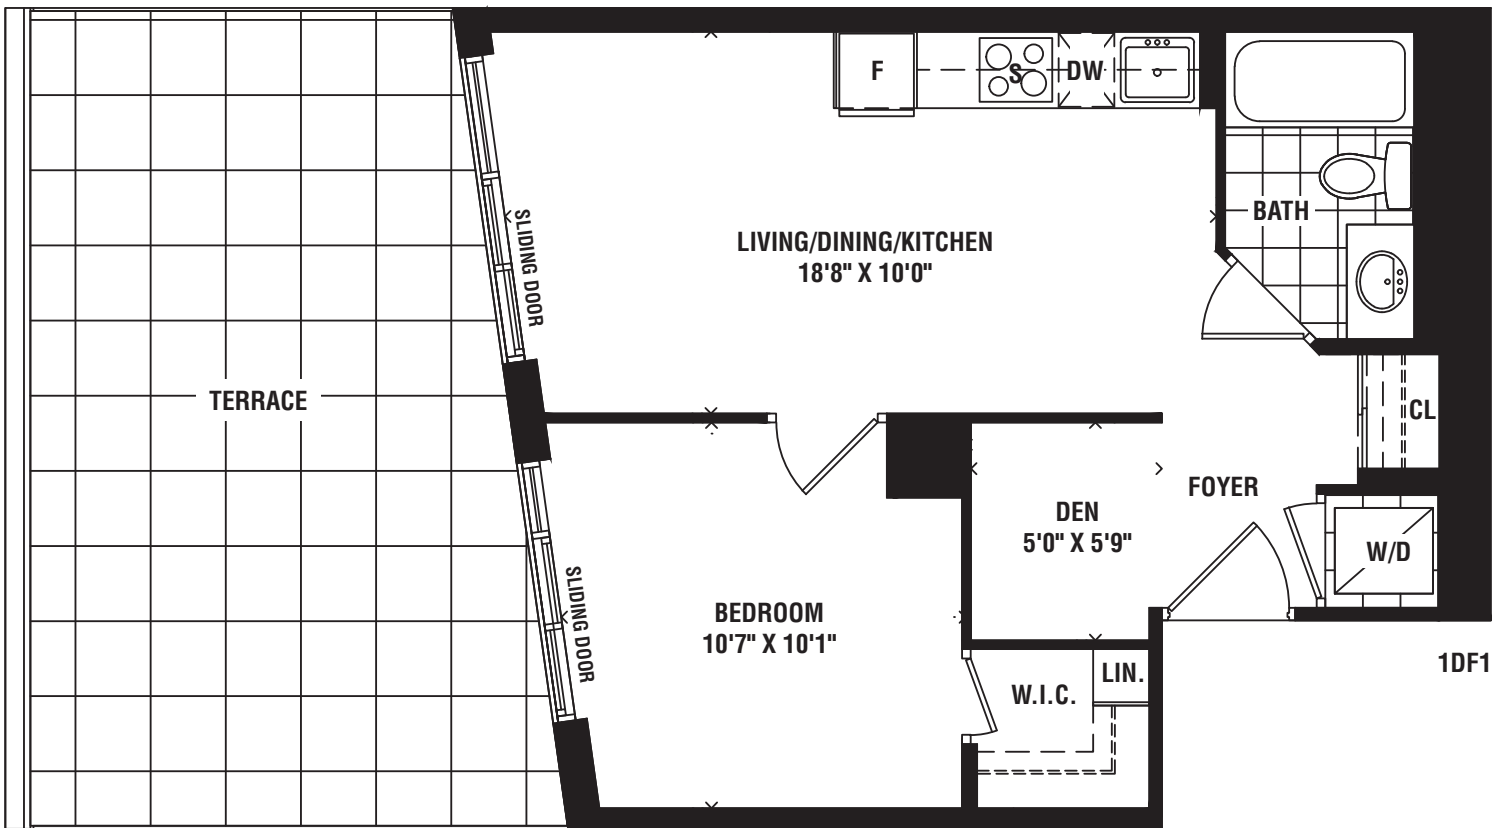 F
S
DW
BATH
SLIDING DOOR
LIVING/DINING/KITCHEN
18'8" X 10'0"
TERRACE
CL
FOYER
DEN
5'0" X 5'9"
W/D
SLIDING DOOR
BEDROOM
10'7" X 10'1"
W.I.C.
LIN.
1DF1